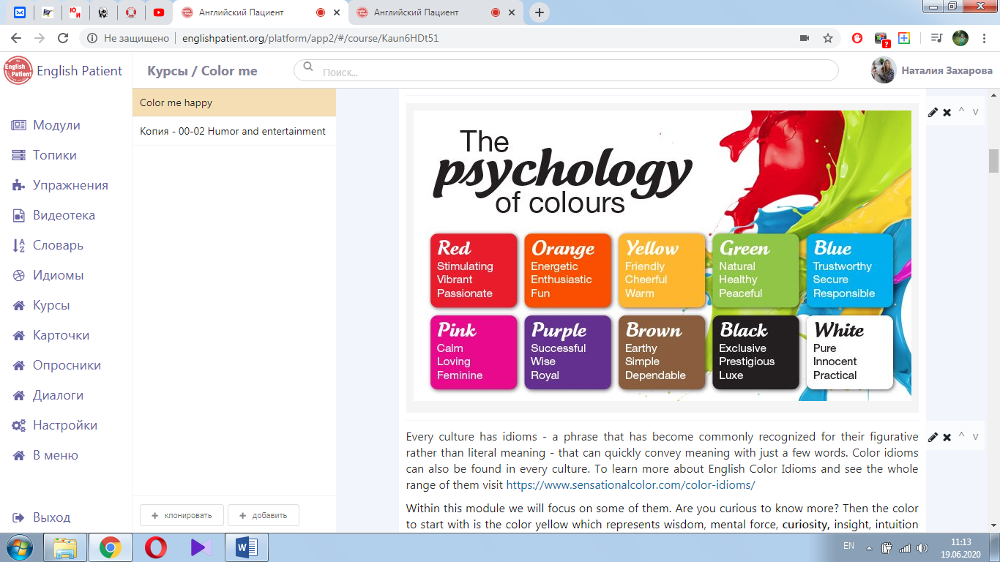 Английский Пациент
Английский Пациент
Не защищено
englishpatient.org/platform/app2/#/course/Kaun6HDt51
English Patient
English Patient
Курсы / Color me
Поиск...
Наталия Захарова
Модули
Топики
Упражнения
Видеотека
Словарь
Идиомы
Курсы
Карточки
Опросники
Диалоги
Настройки
В меню
Выход
Color me happy
Копия - 00-02 Humor and entertainment
+ клонировать
+ добавить
The
psychology
of colours
Red
Stimulating
Vibrant
Passionate
Orange
Energetic
Enthusiastic
Fun
Yellow
Friendly
Cheerful
Warm
Green
Natural
Healthy
Peaceful
Blue
Trustworthy
Secure
Responsible
Pink
Calm
Loving
Feminine
Purple
Successful
Wise
Royal
Brown
Earthy
Simple
Dependable
Black
Exclusive
Prestigious
Luxe
White
Pure
Innocent
Practical
Every culture has idioms - a phrase that has become commonly recognized for their figurative
rather than literal meaning - that can quickly convey meaning with just a few words. Color idioms
can also be found in every culture. To learn more about English Color Idioms and see the whole
range of them visit https://www.sensationalcolor.com/color-idioms/
Within this module we will focus on some of them. Are you curious to know more? Then the color
to start with is the color yellow which represents wisdom, mental force, curiosity, insight, intuition
EN
11:13
19.06.2020